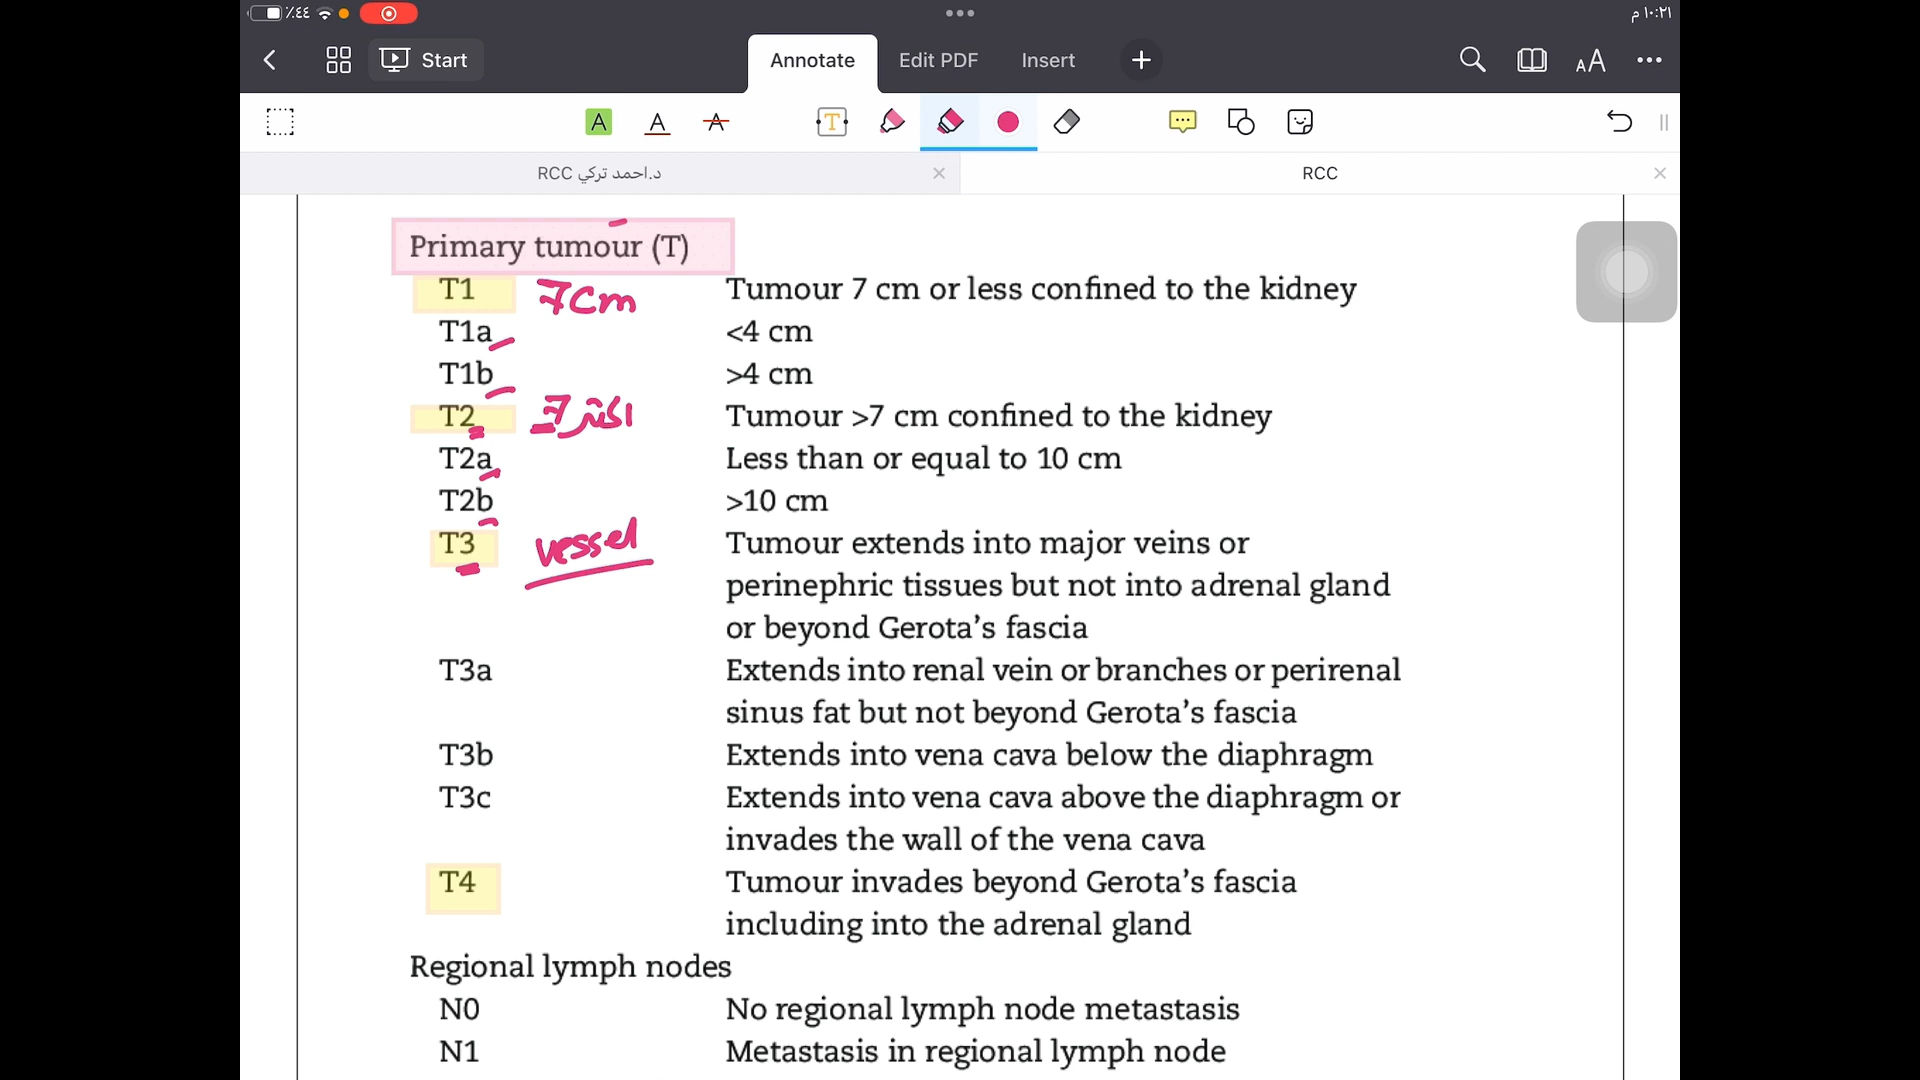 ٪٤٤ ١٠:٢١ م
Start Annotate Edit PDF Insert
RCC د.احمد تركي RCC
Primary tumour (T)
T1 7cm Tumour 7 cm or less confined to the kidney
T1a <4 cm
T1b >4 cm
T2 اكثر 7 Tumour >7 cm confined to the kidney
T2a Less than or equal to 10 cm
T2b >10 cm
T3 vessel Tumour extends into major veins or
perinephric tissues but not into adrenal gland
or beyond Gerota’s fascia
T3a Extends into renal vein or branches or perirenal
sinus fat but not beyond Gerota’s fascia
T3b Extends into vena cava below the diaphragm
T3c Extends into vena cava above the diaphragm or
invades the wall of the vena cava
T4 Tumour invades beyond Gerota’s fascia
including into the adrenal gland
Regional lymph nodes
N0 No regional lymph node metastasis
N1 Metastasis in regional lymph node